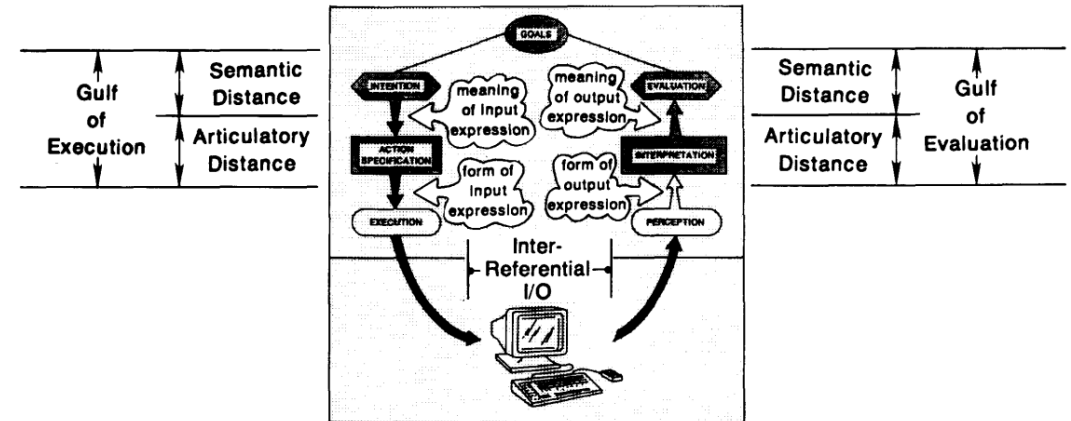 GOALS
Gulf
of
Execution
Semantic
Distance
Articulatory
Distance
INTENTION
meaning
of input
expression
ACTION
SPECIFICATION
form of
input
expression
EXECUTION
meaning
of output
expression
EVALUATION
INTERPRETATION
form of
output
expression
PERCEPTION
Inter-
Referential
I/O
Semantic
Distance
Articulatory
Distance
Gulf
of
Evaluation